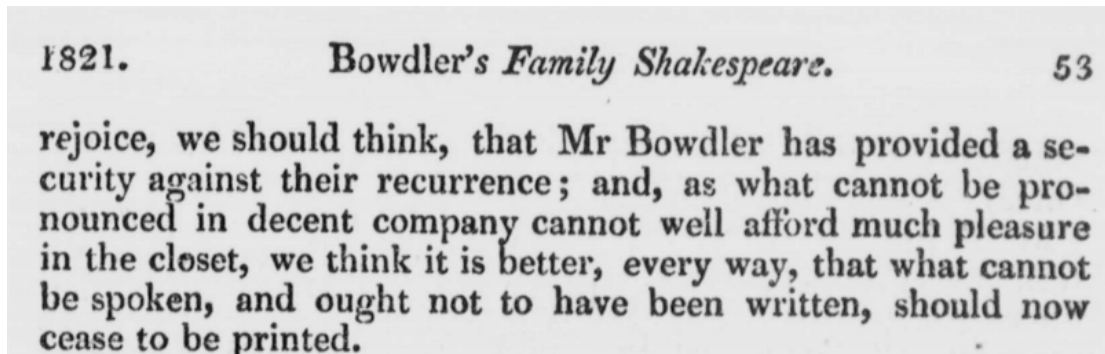 1821. Bowdler's Family Shakespeare. 53
rejoice, we should think, that Mr Bowdler has provided a se-
curity against their recurrence; and, as what cannot be pro-
nounced in decent company cannot well afford much pleasure
in the closet, we think it is better, every way, that what cannot
be spoken, and ought not to have been written, should now
cease to be printed.